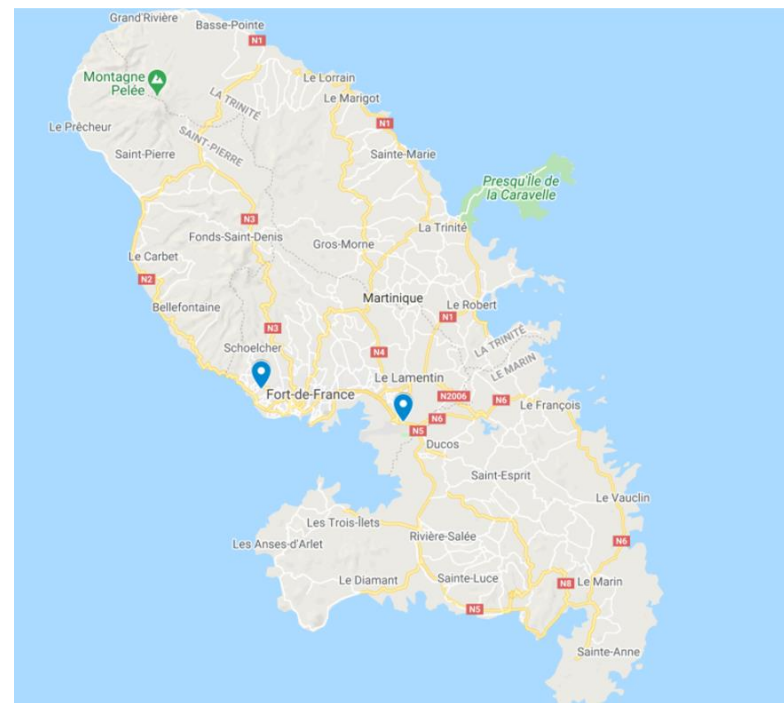 Grand'Rivière
Basse-Pointe
N1
Montagne
Pelée
Le Lorrain
LA TRINITÉ
Le Marigot
Le Prêcheur
N1
SAINT-PIERRE
Saint-Pierre
Sainte-Marie
Presqu'île de
la Caravelle
N3
La Trinité
Fonds-Saint-Denis
Gros-Morne
Le Carbet
N2
Martinique
Bellefontaine
Le Robert
N1
N3
LA TRINITÉ
Schoelcher
N4
LE MARIN
Le Lamentin
Fort-de-France
N2006
N6
Le François
N6
N5
Ducos
Saint-Esprit
Le Vauclin
Les Trois-Îlets
Rivière-Salée
N6
Les Anses-d'Arlet
Le Diamant
Sainte-Luce
N8
Le Marin
N5
Sainte-Anne